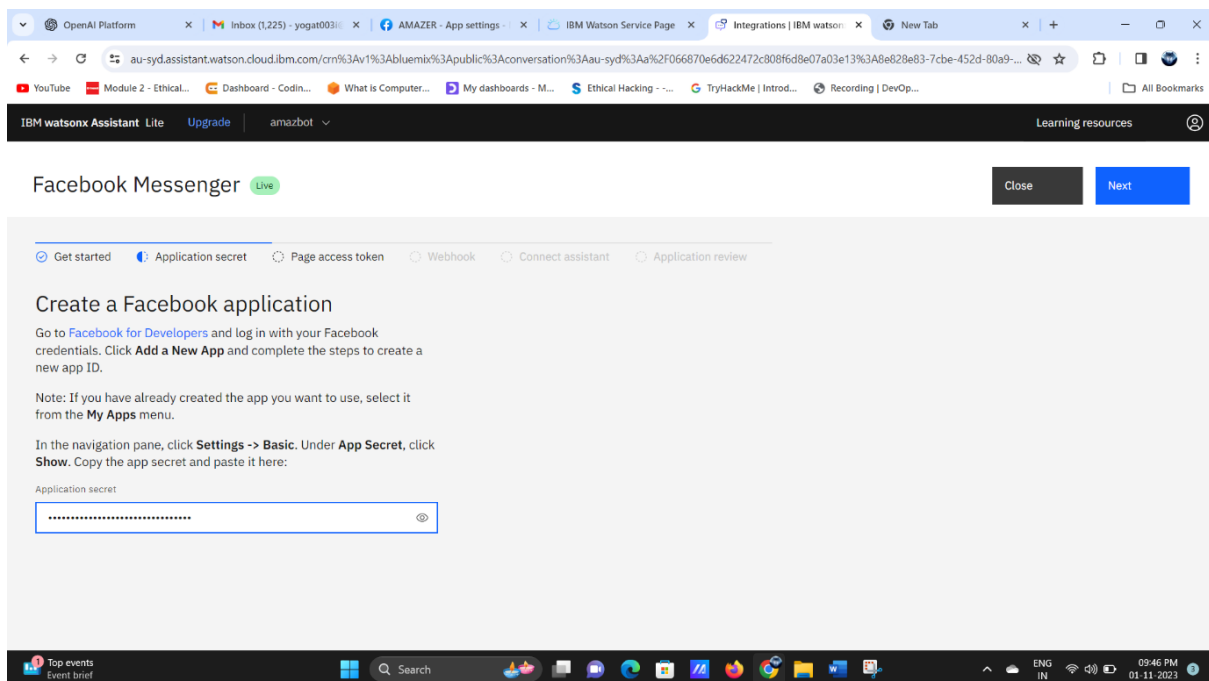 OpenAI Platform
Inbox (1,225) - yogat003i
AMAZER - App settings -
IBM Watson Service Page
Integrations | IBM watson
New Tab
au-syd.assistant.watson.cloud.ibm.com/crn%3Av1%3Abluemix%3Apublic%3Aconversation%3Aau-syd%3Aa%2F066870e6d622472c808f6d8e07a03e13%3A8e828e83-7cbe-452d-80a9-...
YouTube
Module 2 - Ethical...
Dashboard - Codin...
What is Computer...
My dashboards - M...
Ethical Hacking - -...
TryHackMe | Introd...
Recording | DevOp...
All Bookmarks
IBM watsonx Assistant Lite
Upgrade
amazbot
Learning resources
Facebook Messenger
Live
Close
Next
Get started
Application secret
Page access token
Webhook
Connect assistant
Application review
Create a Facebook application
Go to Facebook for Developers and log in with your Facebook
credentials. Click Add a New App and complete the steps to create a
new app ID.
Note: If you have already created the app you want to use, select it
from the My Apps menu.
In the navigation pane, click Settings -> Basic. Under App Secret, click
Show. Copy the app secret and paste it here:
Application secret
••••••••••••••••••••••••••••••••
1
Top events
Event brief
Search
ENG
IN
09:46 PM
01-11-2023
3